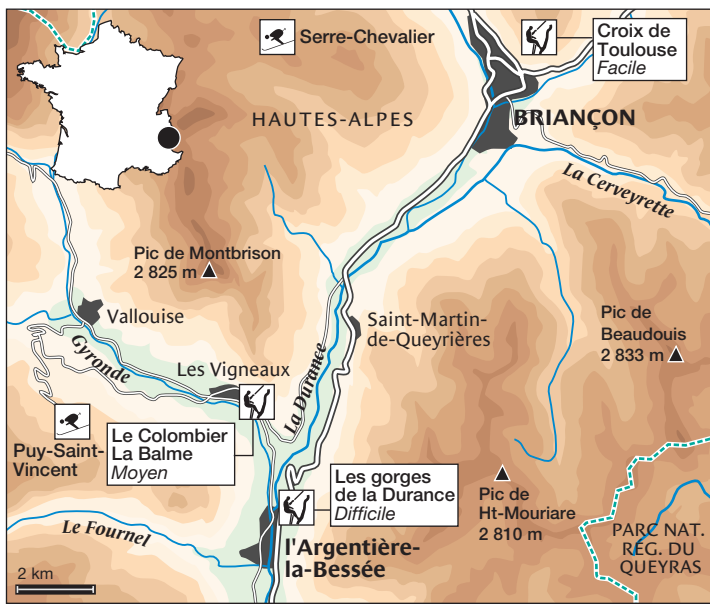 Serre-Chevalier
Croix de
Toulouse
Facile
HAUTES-ALPES
BRIANÇON
La Cerveyrette
Pic de Montbrison
2 825 m
Vallouise
Saint-Martin-
de-Queyrières
Pic de
Beaudouis
2 833 m
Gyronde
Les Vigneaux
La Durance
Puy-Saint-
Vincent
Le Colombier
La Balme
Moyen
Les gorges
de la Durance
Difficile
Pic de
Ht-Mouriare
2 810 m
Le Fournel
l'Argentière-
la-Bessée
PARC NAT.
RÉG. DU
QUEYRAS
2 km